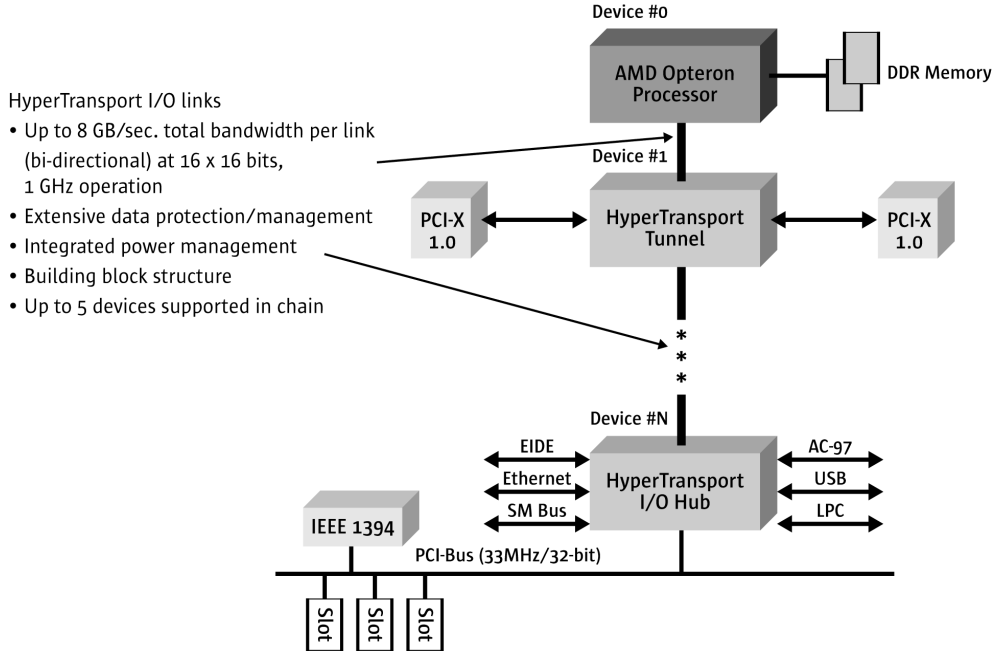 Device #0
AMD Opteron
Processor
DDR Memory
HyperTransport I/O links
• Up to 8 GB/sec. total bandwidth per link
(bi-directional) at 16 x 16 bits,
1 GHz operation
• Extensive data protection/management
• Integrated power management
• Building block structure
• Up to 5 devices supported in chain
Device #1
PCI-X
1.0
HyperTransport
Tunnel
PCI-X
1.0
*
*
*
Device #N
EIDE
Ethernet
SM Bus
HyperTransport
I/O Hub
AC-97
USB
LPC
IEEE 1394
PCI-Bus (33MHz/32-bit)
Slot
Slot
Slot